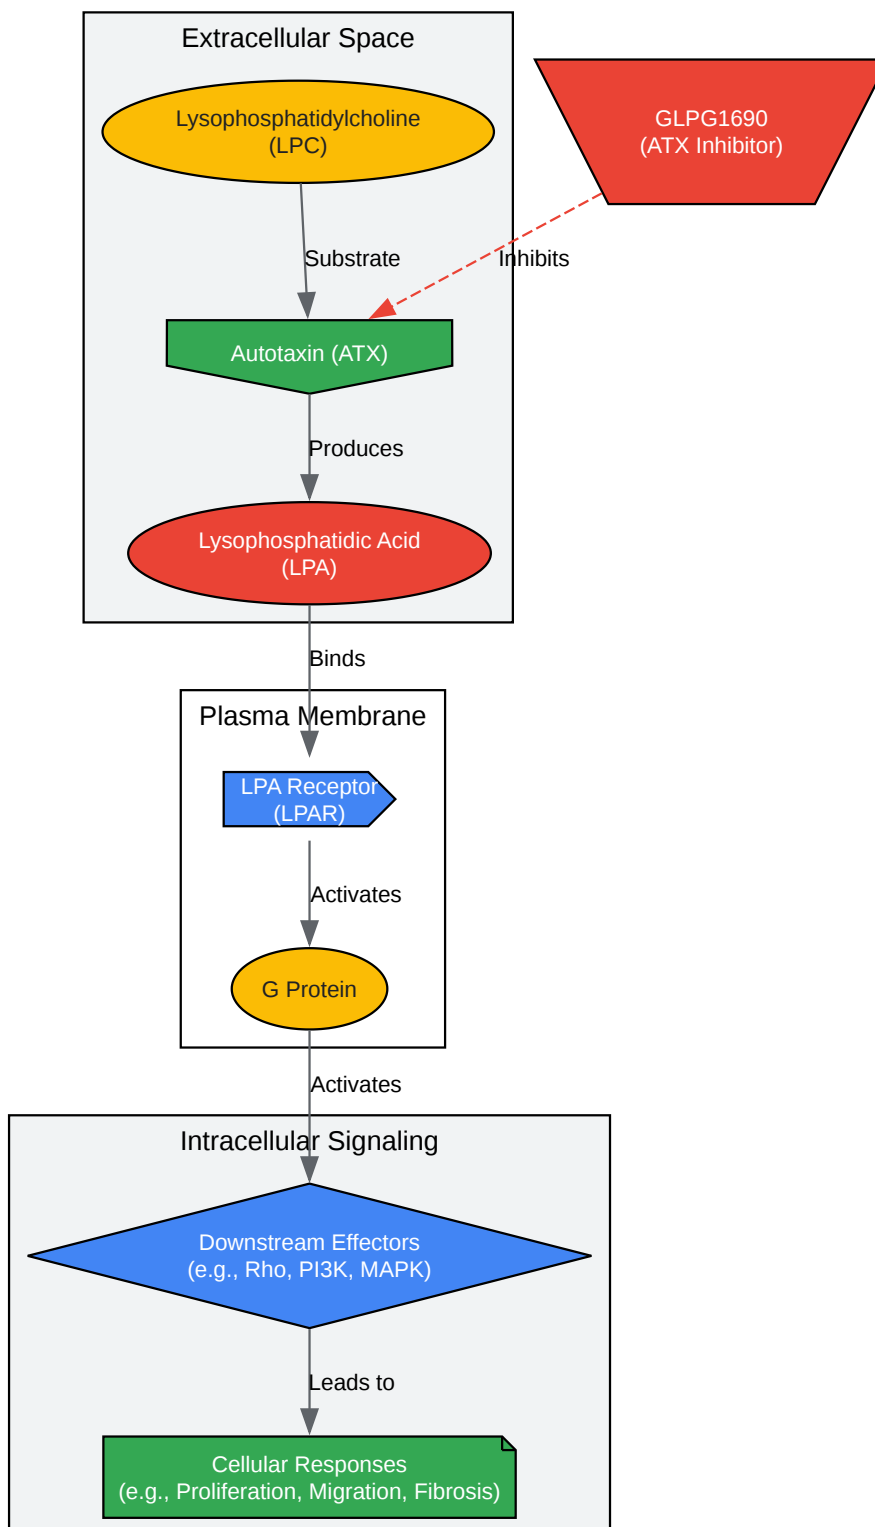 Extracellular Space
Lysophosphatidylcholine
(LPC)
GLPG1690
(ATX Inhibitor)
Substrate
Inhibits
Autotaxin (ATX)
Produces
Lysophosphatidic Acid
(LPA)
Binds
Plasma Membrane
LPA Receptor
(LPAR)
Activates
G Protein
Activates
Intracellular Signaling
Downstream Effectors
(e.g., Rho, PI3K, MAPK)
Leads to
Cellular Responses
(e.g., Proliferation, Migration, Fibrosis)